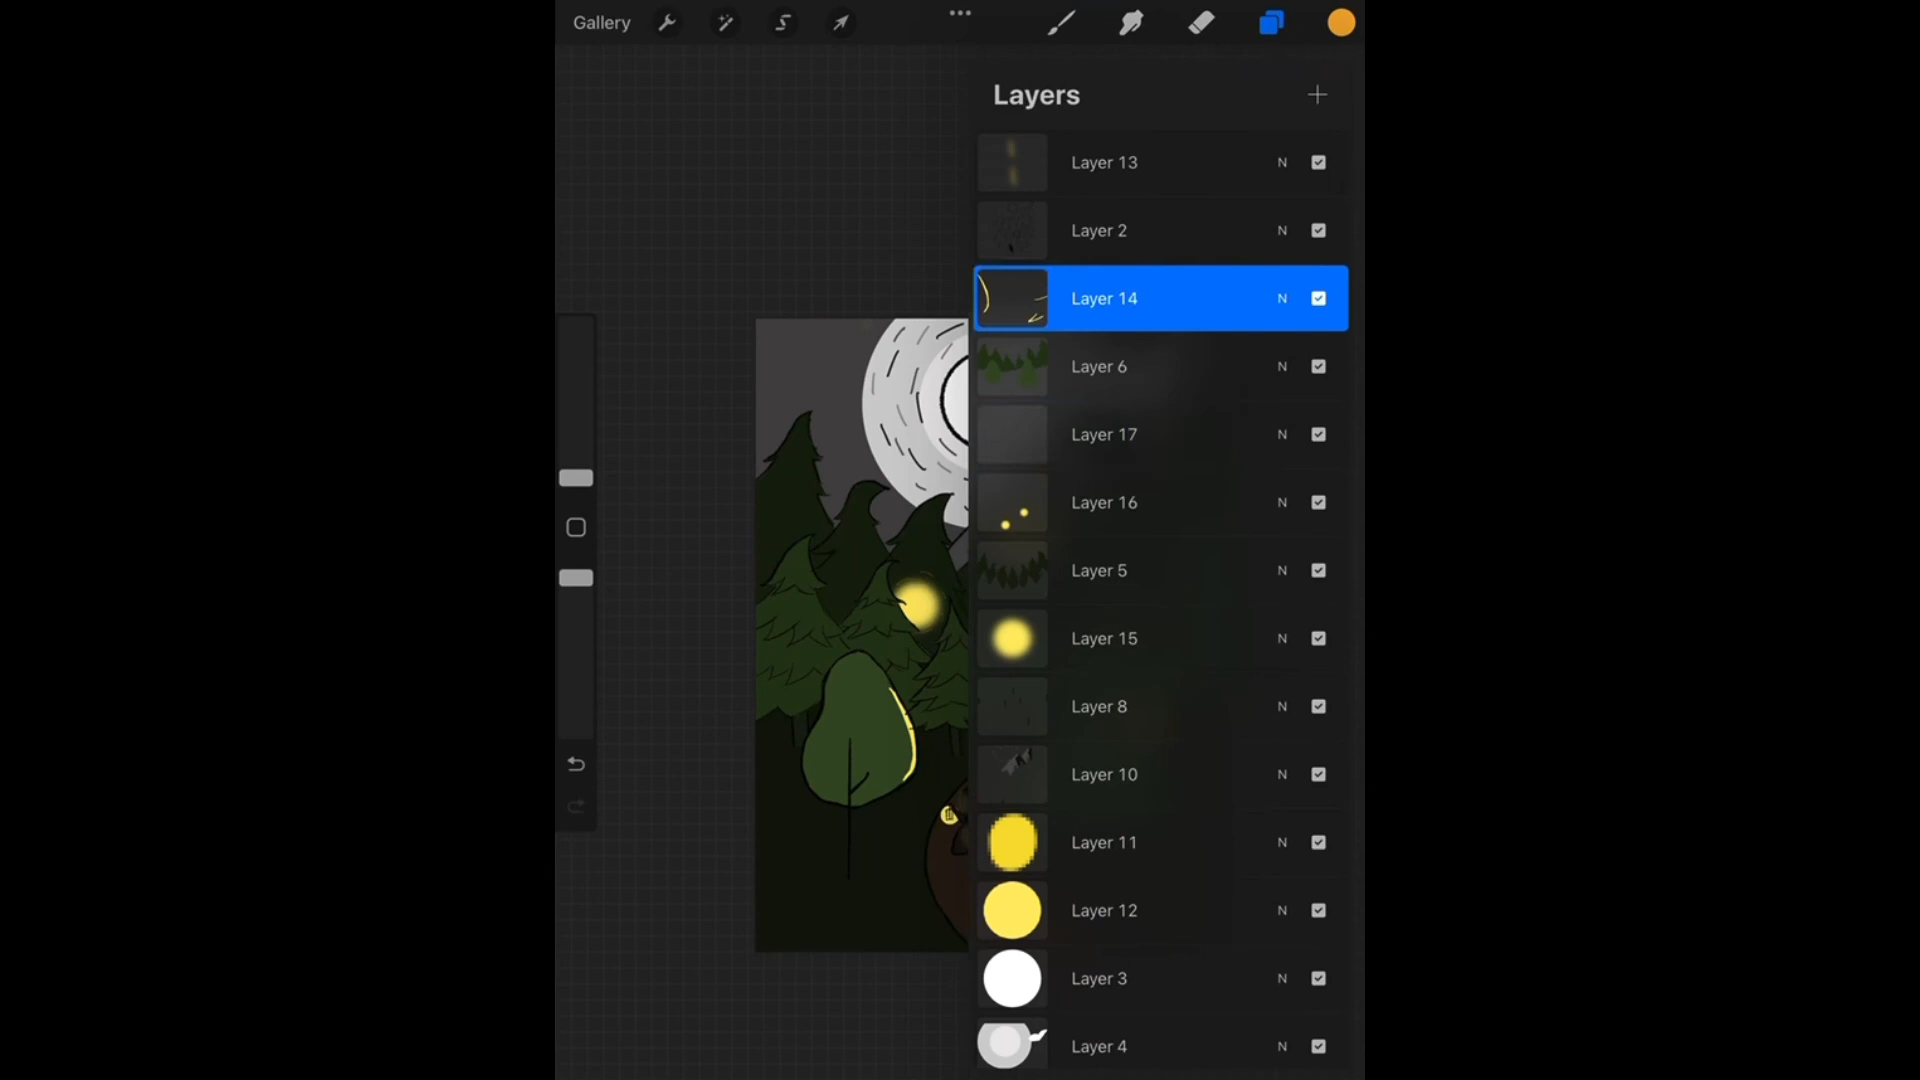 Gallery
Layers
Layer 13 N
Layer 2 N
Layer 14 N
Layer 6 N
Layer 17 N
Layer 16 N
Layer 5 N
Layer 15 N
Layer 8 N
Layer 10 N
Layer 11 N
Layer 12 N
Layer 3 N
Layer 4 N